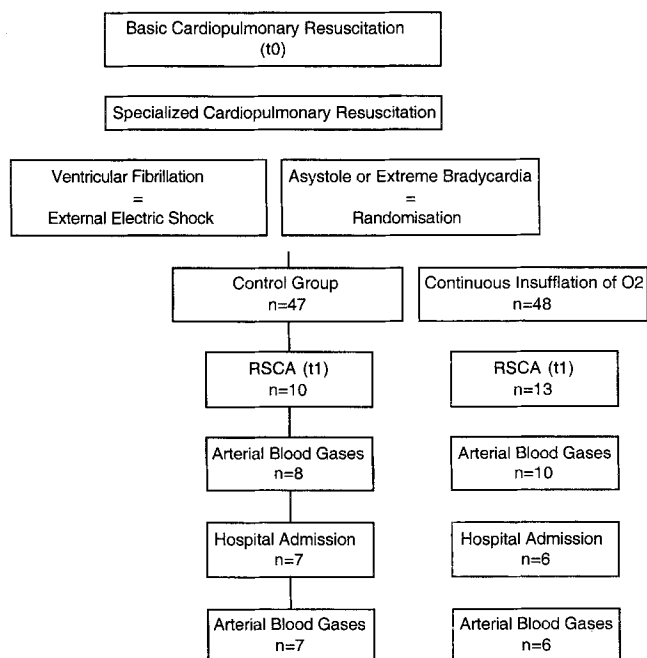 Basic Cardiopulmonary Resuscitation
(t0)
Specialized Cardiopulmonary Resuscitation
Ventricular Fibrillation
=
External Electric Shock
Asystole or Extreme Bradycardia
=
Randomisation
Control Group
n=47
Continuous Insufflation of O2
n=48
RSCA (t1)
n=10
RSCA (t1)
n=13
Arterial Blood Gases
n=8
Arterial Blood Gases
n=10
Hospital Admission
n=7
Hospital Admission
n=6
Arterial Blood Gases
n=7
Arterial Blood Gases
n=6